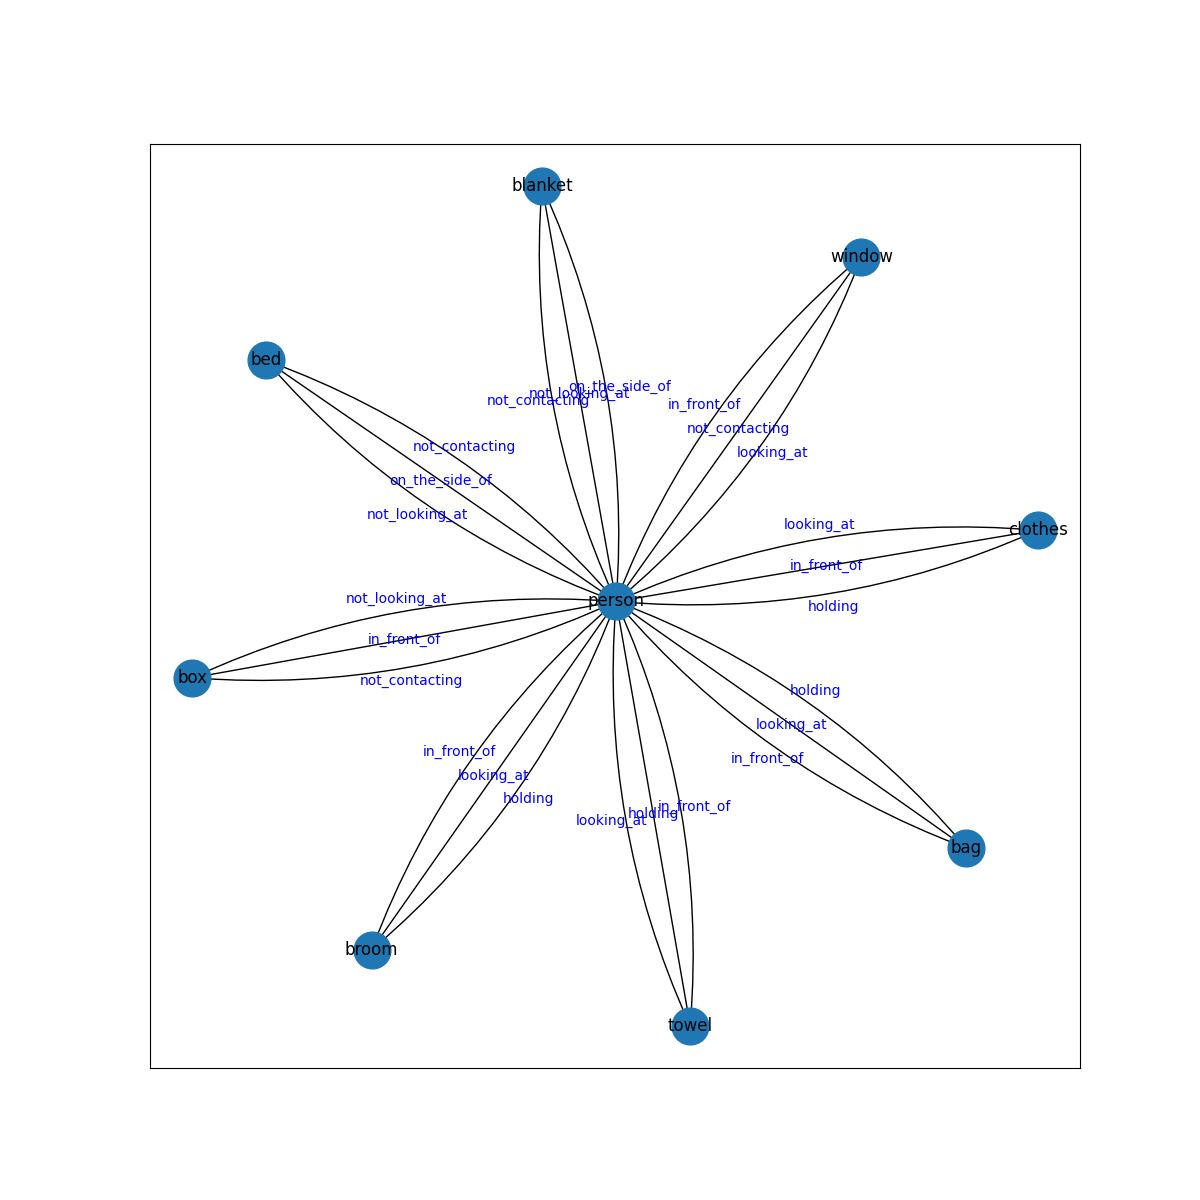 blanket
window
bed
on_the_side_of
not_looking_at
not_contacting
in_front_of
not_contacting
looking_at
not_contacting
on_the_side_of
not_looking_at
looking_at
clothes
in_front_of
holding
person
not_looking_at
in_front_of
box
not_contacting
holding
looking_at
in_front_of
in_front_of
looking_at
holding
in_front_of
holding
looking_at
bag
broom
towel